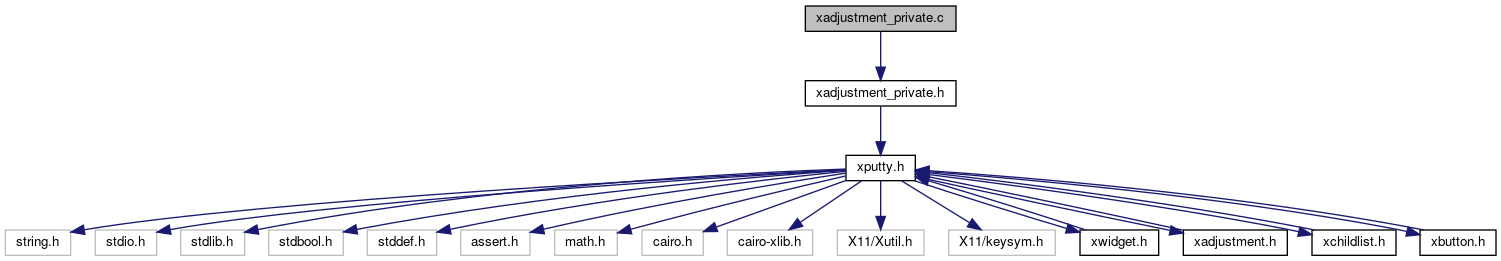 xadjustment_private.c
xadjustment_private.h
xputty.h
string.h
stdio.h
stdlib.h
stdbool.h
stddef.h
assert.h
math.h
cairo.h
cairo-xlib.h
X11/Xutil.h
X11/keysym.h
xwidget.h
xadjustment.h
xchildlist.h
xbutton.h